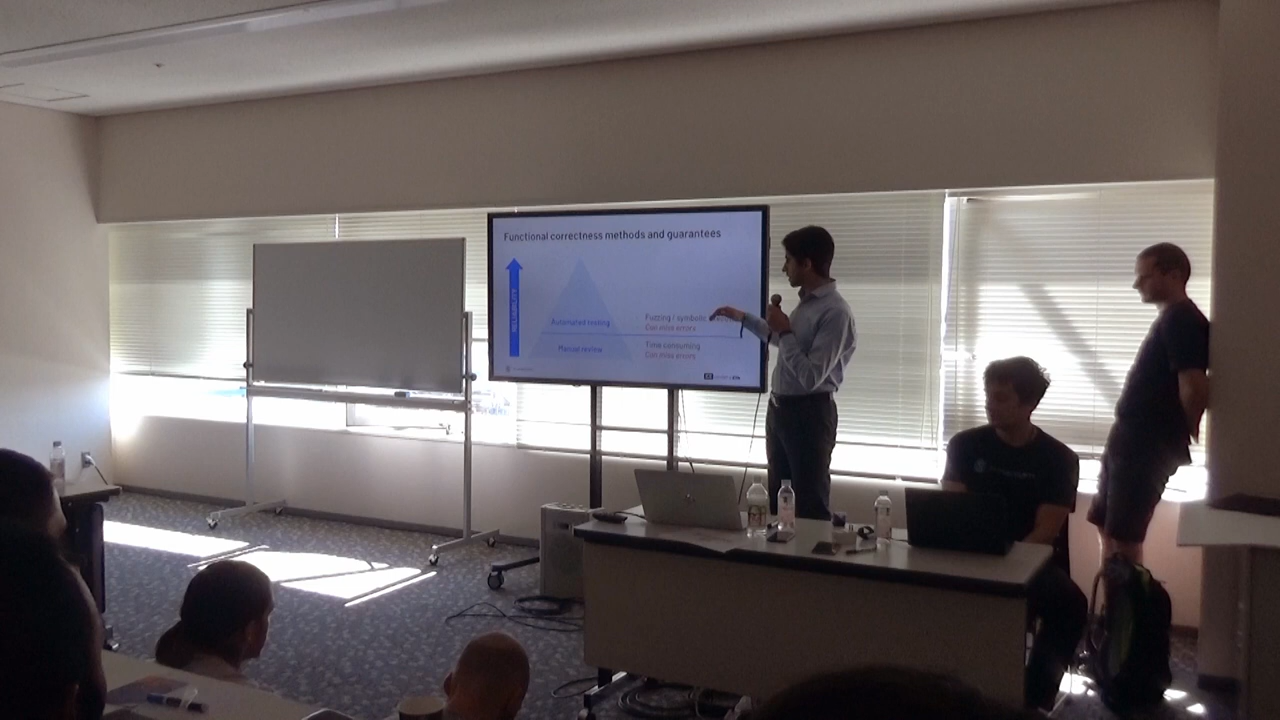 Functional correctness methods and guarantees
RELIABILITY
Automated testing
Fuzzing / symbolic
Can miss errors
Manual review
Time consuming
Can miss errors